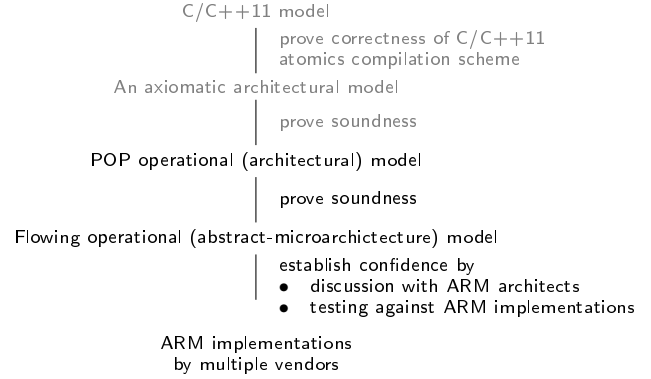 C/C++11 model
prove correctness of C/C++11
atomics compilation scheme
An axiomatic architectural model
prove soundness
POP operational (architectural) model
prove soundness
Flowing operational (abstract-microarchictecture) model
establish confidence by
● discussion with ARM architects
● testing against ARM implementations
ARM implementations
by multiple vendors